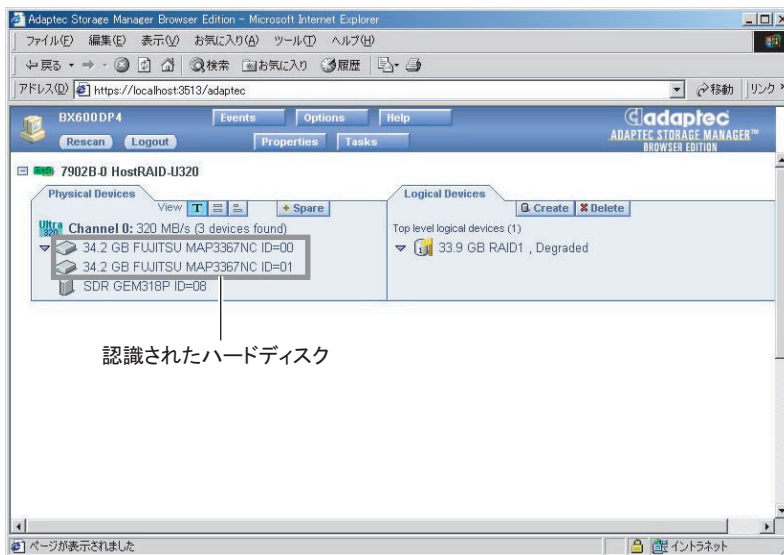 Adaptec Storage Manager Browser Edition - Microsoft Internet Explorer
ファイル(F) 編集(E) 表示(V) お気に入り(A) ツール(T) ヘルプ(H)
戻る 検索 お気に入り 履歴
アドレス(D) https://localhost:3513/adaptec 移動 リンク
BX600DP4 Events Options Help adaptec
Rescan Logout Properties Tasks ADAPTEC STORAGE MANAGER™
BROWSER EDITION
7902B-0 HostRAID-U320
Physical Devices
View T + Spare
Ultra 320 Channel 0: 320 MB/s (3 devices found)
34.2 GB FUJITSU MAP3367NC ID=00
34.2 GB FUJITSU MAP3367NC ID=01
SDR GEM318P ID=08
Logical Devices
Create Delete
Top level logical devices (1)
33.9 GB RAID1 , Degraded
認識されたハードディスク
ページが表示されました イントラネット